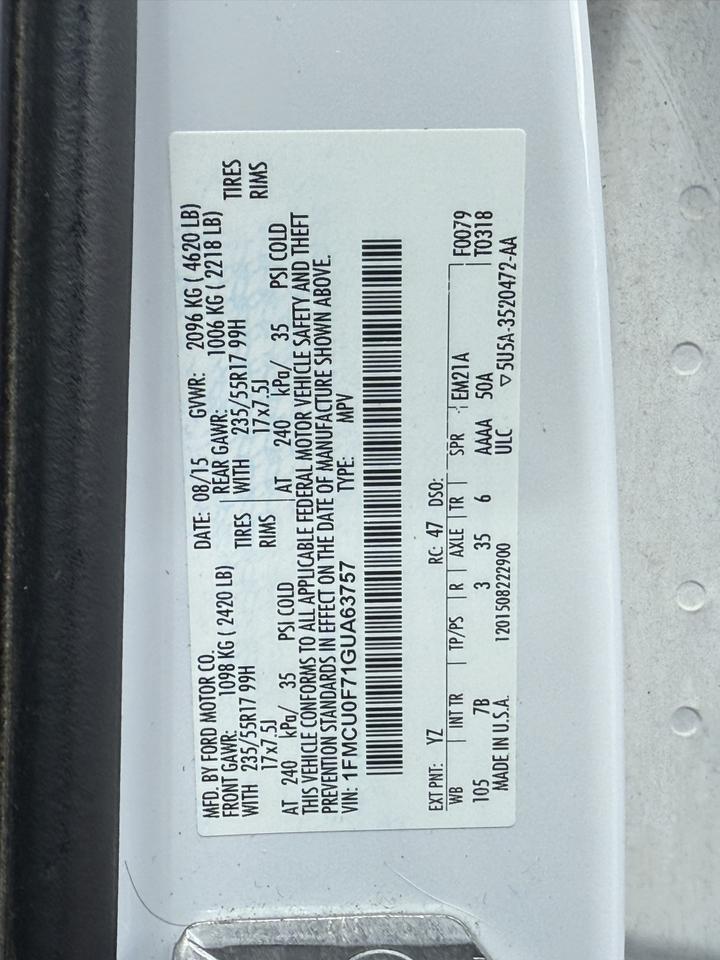 MFD. BY FORD MOTOR CO. DATE: 08/15 GVWR: 2096 KG ( 4620 LB)
FRONT GAWR: 1098 KG ( 2420 LB) REAR GAWR: 1006 KG ( 2218 LB)
WITH 235/55R17 99H TIRES WITH 235/55R17 99H TIRES
17x7.5J RIMS 17x7.5J RIMS
AT 240 kPa/ 35 PSI COLD AT 240 kPa/ 35 PSI COLD
THIS VEHICLE CONFORMS TO ALL APPLICABLE FEDERAL MOTOR VEHICLE SAFETY AND THEFT
PREVENTION STANDARDS IN EFFECT ON THE DATE OF MANUFACTURE SHOWN ABOVE.
VIN: 1FMCU0F71GUA63757 TYPE: MPV
EXT PNT: YZ RC: 47 DSO:
WB INT TR TP/PS R AXLE TR SPR EM21A F0079
105 7B 3 35 6 AAAA 50A T0318
MADE IN U.S.A. 1201508222900 ULC ▽5U5A-3520472-AA